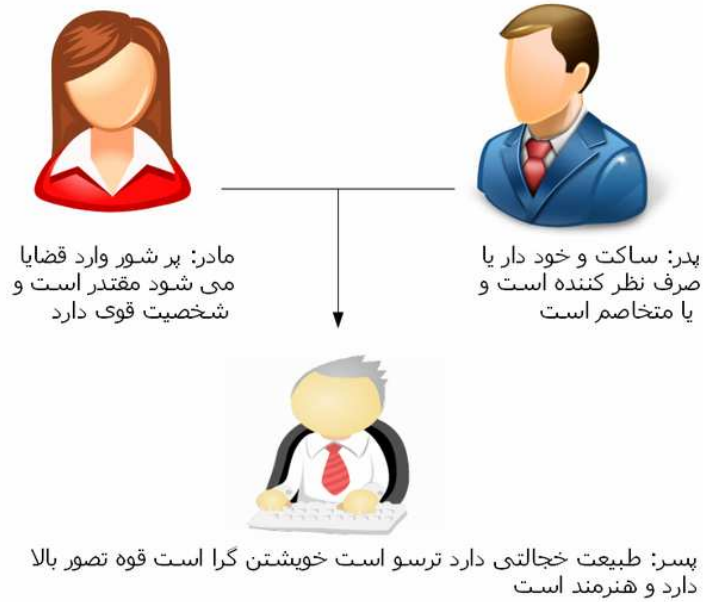 پدر: ساکت و خود دار یا
صرف نظر کننده است و
یا متخاصم است
مادر: پر شور وارد قضایا
می شود مقتدر است و
شخصیت قوی دارد
پسر: طبیعت خجالتی دارد ترسو است خویشتن گرا است قوه تصور بالا
دارد و هنرمند است